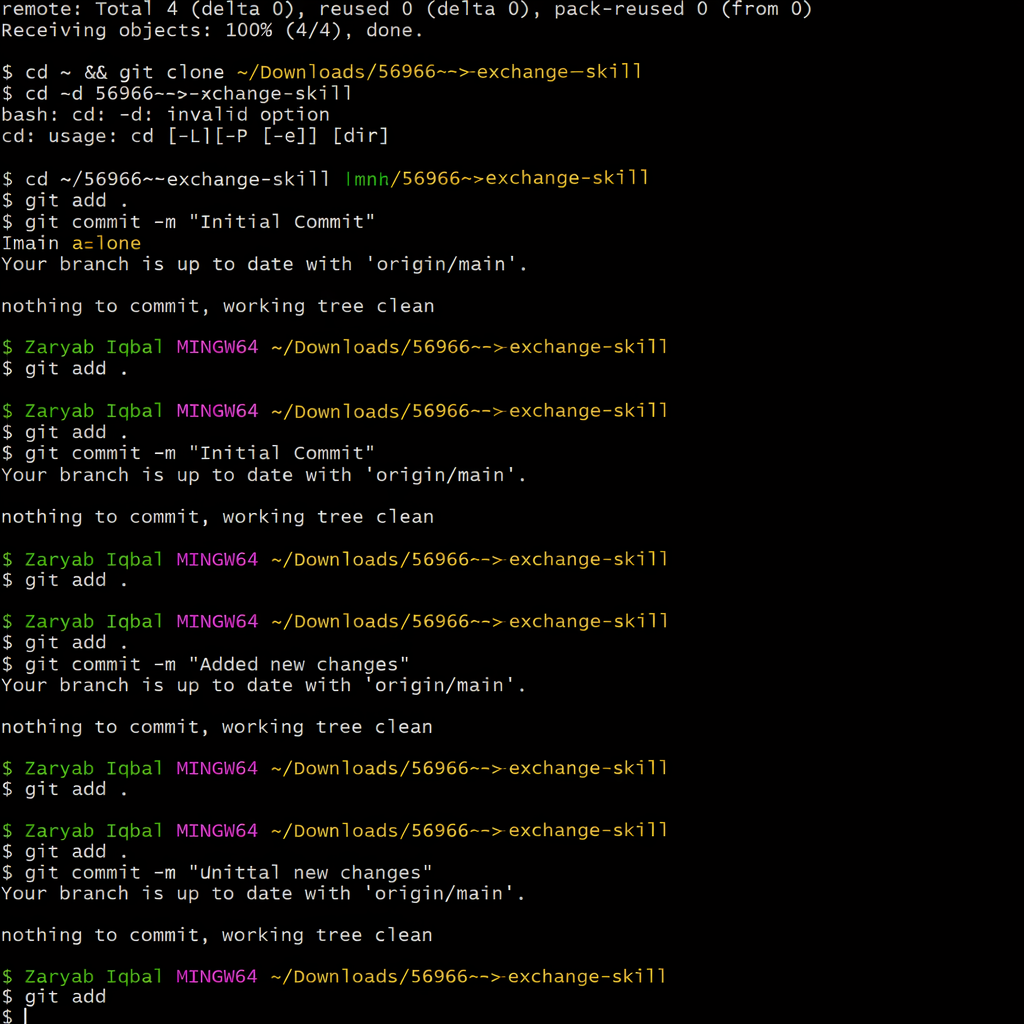 remote: Total 4 (delta 0), reused 0 (delta 0), pack-reused 0 (from 0)
Receiving objects: 100% (4/4), done.
$ cd ~ && git clone ~/Downloads/56966~~>-exchange—skill
$ cd ~d 56966~~>-xchange-skill
bash: cd: -d: invalid option
cd: usage: cd [-L][-P [-e]] [dir]
$ cd ~/56966~~exchange-skill |mnh/56966~>exchange-skill
$ git add .
$ git commit -m "Initial Commit"
Imain a=lone
Your branch is up to date with 'origin/main'.
nothing to commit, working tree clean
$ Zaryab Iqbal MINGW64 ~/Downloads/56966~~>-exchange-skill
$ git add .
$ Zaryab Iqbal MINGW64 ~/Downloads/56966~~>-exchange-skill
$ git add .
$ git commit -m "Initial Commit"
Your branch is up to date with 'origin/main'.
nothing to commit, working tree clean
$ Zaryab Iqbal MINGW64 ~/Downloads/56966~~>-exchange-skill
$ git add .
$ Zaryab Iqbal MINGW64 ~/Downloads/56966~~>-exchange-skill
$ git add .
$ git commit -m "Added new changes"
Your branch is up to date with 'origin/main'.
nothing to commit, working tree clean
$ Zaryab Iqbal MINGW64 ~/Downloads/56966~~>-exchange-skill
$ git add .
$ Zaryab Iqbal MINGW64 ~/Downloads/56966~~>-exchange-skill
$ git add .
$ git commit -m "Unittal new changes"
Your branch is up to date with 'origin/main'.
nothing to commit, working tree clean
$ Zaryab Iqbal MINGW64 ~/Downloads/56966~~>-exchange-skill
$ git add
$